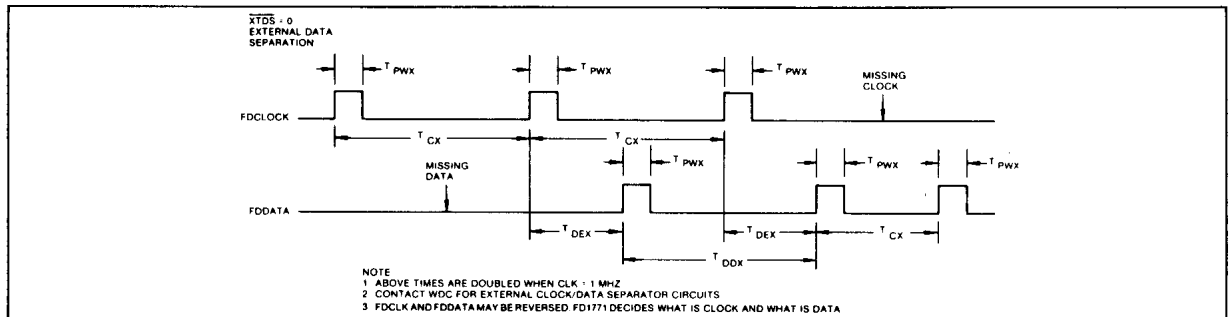 XTDS = 0
EXTERNAL DATA
SEPARATION
T PWX
T PWX
T PWX
MISSING
CLOCK
FDCLOCK
T CX
T CX
T PWX
T PWX
T PWX
MISSING
DATA
FDDATA
T DEX
T DEX
T CX
T DDX
NOTE
1 ABOVE TIMES ARE DOUBLED WHEN CLK = 1 MHZ
2 CONTACT WDC FOR EXTERNAL CLOCK/DATA SEPARATOR CIRCUITS
3 FDCLK AND FDDATA MAY BE REVERSED. FD1771 DECIDES WHAT IS CLOCK AND WHAT IS DATA